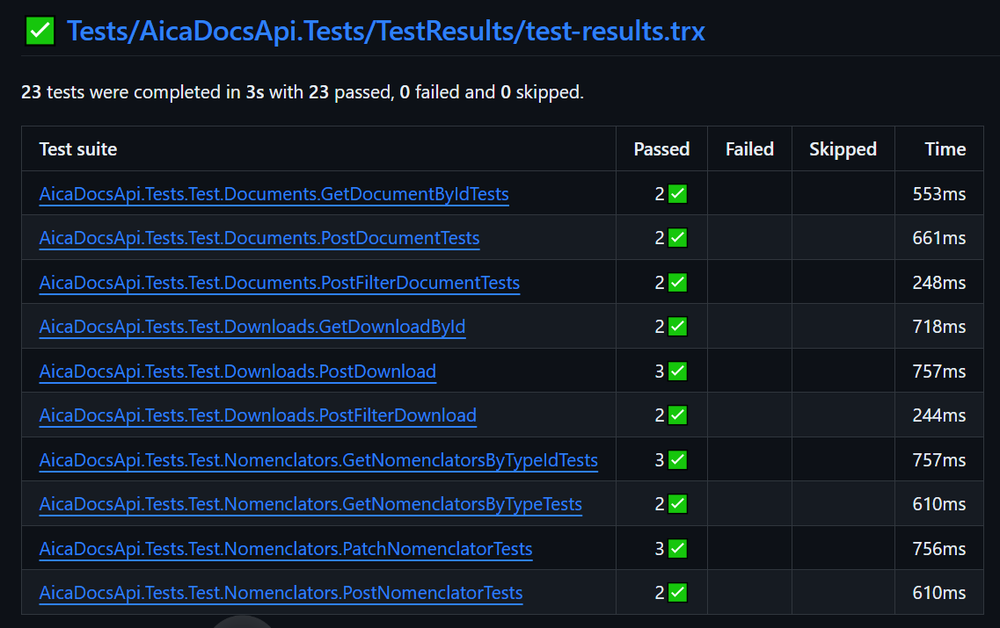 Tests/AicaDocsApi.Tests/TestResults/test-results.trx
23 tests were completed in 3s with 23 passed, 0 failed and 0 skipped.
Test suite Passed Failed Skipped Time
AicaDocsApi.Tests.Test.Documents.GetDocumentByIdTests 2 553ms
AicaDocsApi.Tests.Test.Documents.PostDocumentTests 2 661ms
AicaDocsApi.Tests.Test.Documents.PostFilterDocumentTests 2 248ms
AicaDocsApi.Tests.Test.Downloads.GetDownloadById 2 718ms
AicaDocsApi.Tests.Test.Downloads.PostDownload 3 757ms
AicaDocsApi.Tests.Test.Downloads.PostFilterDownload 2 244ms
AicaDocsApi.Tests.Test.Nomenclators.GetNomenclatorsByTypeIdTests 3 757ms
AicaDocsApi.Tests.Test.Nomenclators.GetNomenclatorsByTypeTests 2 610ms
AicaDocsApi.Tests.Test.Nomenclators.PatchNomenclatorTests 3 756ms
AicaDocsApi.Tests.Test.Nomenclators.PostNomenclatorTests 2 610ms